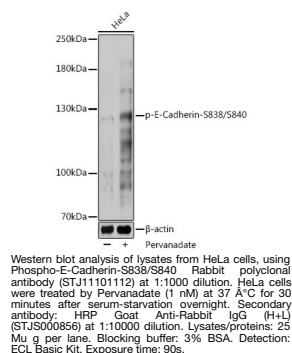 HeLa
250kDa
180kDa
130kDa
p-E-Cadherin-S838/S840
100kDa
70kDa
β-actin
− +
Pervanadate
Western blot analysis of lysates from HeLa cells, using
Phospho-E-Cadherin-S838/S840 Rabbit polyclonal
antibody (STJ11101112) at 1:1000 dilution. HeLa cells
were treated by Pervanadate (1 nM) at 37 Â°C for 30
minutes after serum-starvation overnight. Secondary
antibody: HRP Goat Anti-Rabbit IgG (H+L)
(STJS000856) at 1:10000 dilution. Lysates/proteins: 25
Mu g per lane. Blocking buffer: 3% BSA. Detection:
ECL Basic Kit. Exposure time: 90s.